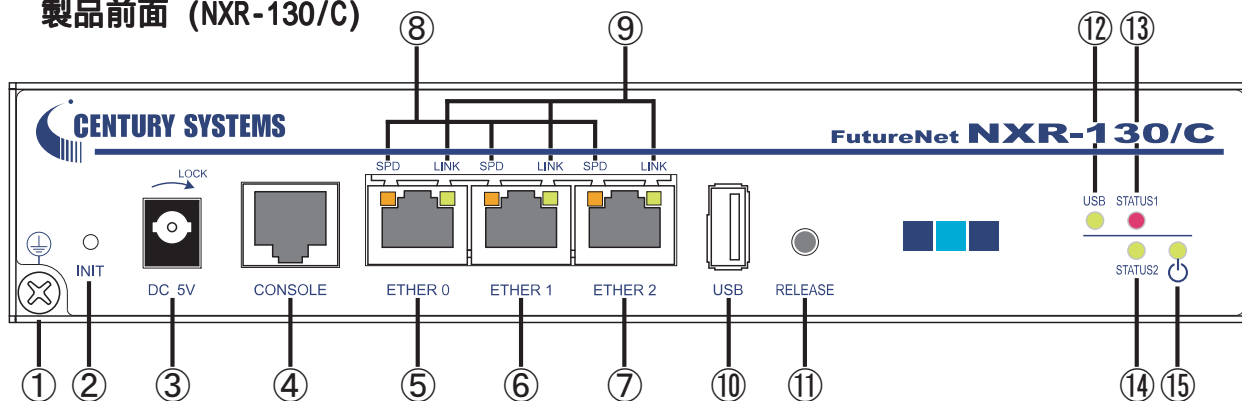 製品前面 (NXR-130/C)
⑧ ⑨ ⑫ ⑬
CENTURY SYSTEMS
FutureNet NXR-130/C
SPD LINK SPD LINK SPD LINK
LOCK
USB STATUS1
INIT
STATUS2
DC 5V CONSOLE ETHER 0 ETHER 1 ETHER 2 USB RELEASE
① ② ③ ④ ⑤ ⑥ ⑦ ⑩ ⑪ ⑭ ⑮